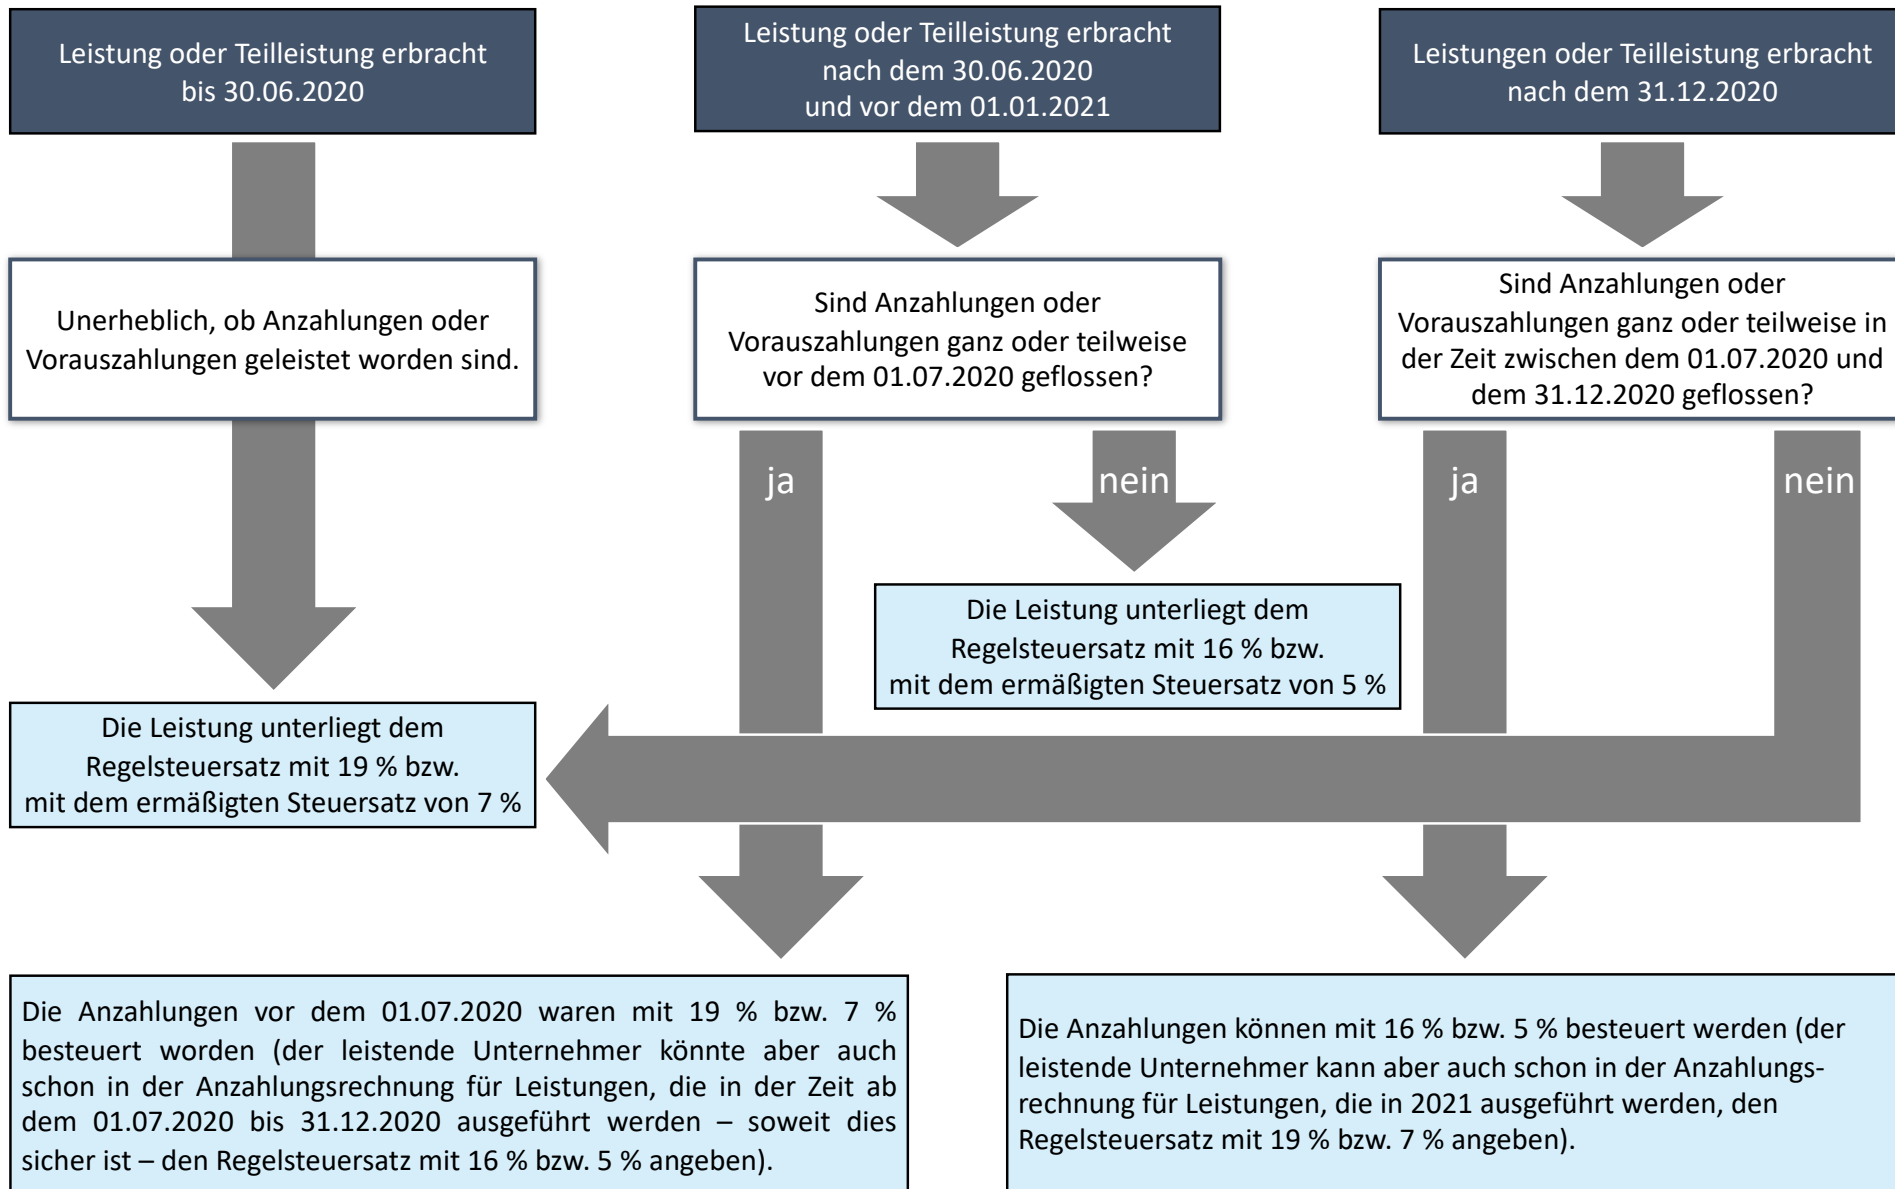 Leistung oder Teilleistung erbracht
bis 30.06.2020
Leistung oder Teilleistung erbracht
nach dem 30.06.2020
und vor dem 01.01.2021
Leistungen oder Teilleistung erbracht
nach dem 31.12.2020
Unerheblich, ob Anzahlungen oder
Vorauszahlungen geleistet worden sind.
Sind Anzahlungen oder
Vorauszahlungen ganz oder teilweise
vor dem 01.07.2020 geflossen?
Sind Anzahlungen oder
Vorauszahlungen ganz oder teilweise in
der Zeit zwischen dem 01.07.2020 und
dem 31.12.2020 geflossen?
ja
nein
ja
nein
Die Leistung unterliegt dem
Regelsteuersatz mit 16 % bzw.
mit dem ermäßigten Steuersatz von 5 %
Die Leistung unterliegt dem
Regelsteuersatz mit 19 % bzw.
mit dem ermäßigten Steuersatz von 7 %
Die Anzahlungen vor dem 01.07.2020 waren mit 19 % bzw. 7 %
besteuert worden (der leistende Unternehmer könnte aber auch
schon in der Anzahlungsrechnung für Leistungen, die in der Zeit ab
dem 01.07.2020 bis 31.12.2020 ausgeführt werden – soweit dies
sicher ist – den Regelsteuersatz mit 16 % bzw. 5 % angeben).
Die Anzahlungen können mit 16 % bzw. 5 % besteuert werden (der
leistende Unternehmer kann aber auch schon in der Anzahlungs-
rechnung für Leistungen, die in 2021 ausgeführt werden, den
Regelsteuersatz mit 19 % bzw. 7 % angeben).